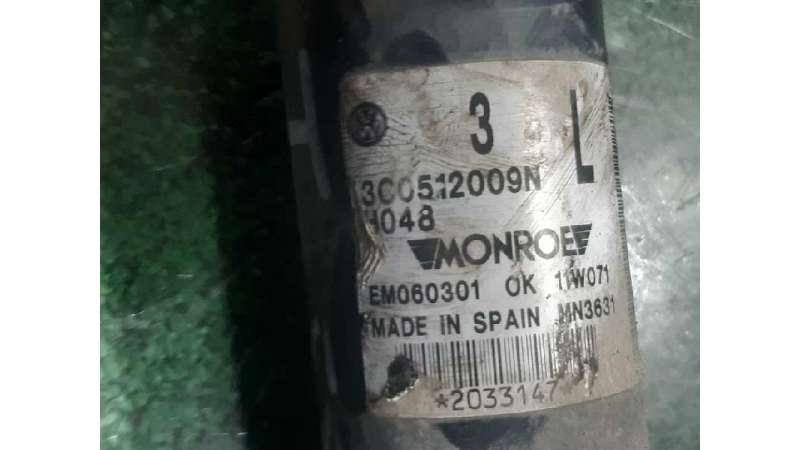 3 L
3C0512009N
H048
MONROE
EM060301 OK 11W071
MADE IN SPAIN MN3631
*2033147